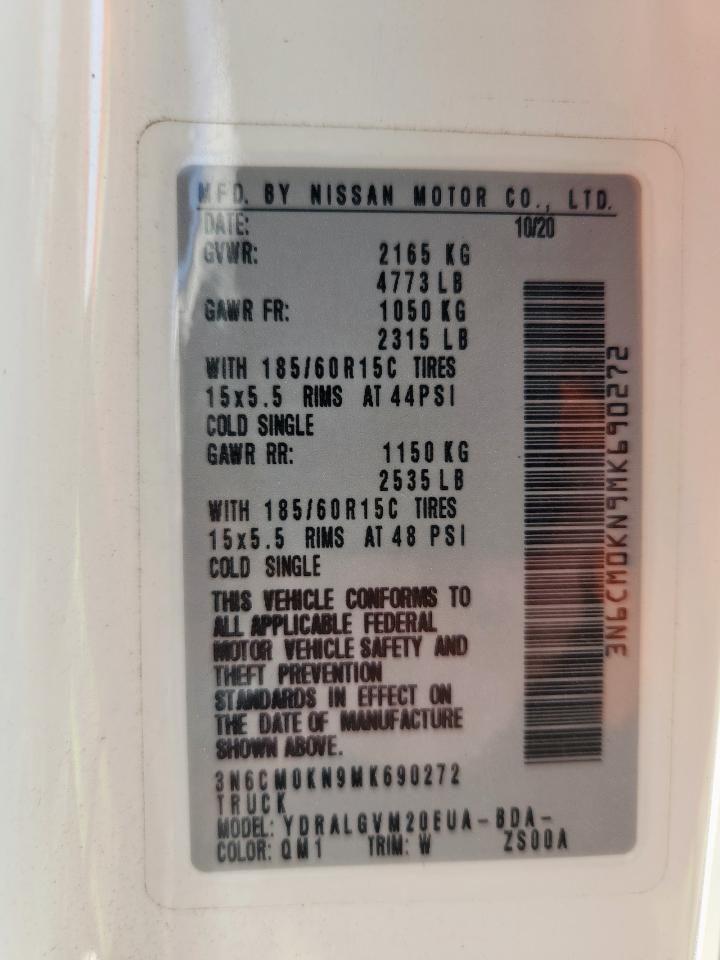 MFD. BY NISSAN MOTOR CO., LTD.
DATE: 10/20
GVWR: 2165 KG
4773 LB
GAWR FR: 1050 KG
2315 LB
WITH 185/60R15C TIRES
15x5.5 RIMS AT 44PSI
COLD SINGLE
GAWR RR: 1150 KG
2535 LB
WITH 185/60R15C TIRES
15x5.5 RIMS AT 48 PSI
COLD SINGLE
THIS VEHICLE CONFORMS TO
ALL APPLICABLE FEDERAL
MOTOR VEHICLE SAFETY AND
THEFT PREVENTION
STANDARDS IN EFFECT ON
THE DATE OF MANUFACTURE
SHOWN ABOVE.
3N6CM0KN9MK690272
TRUCK
MODEL: YDRALGVM20EUA-BDA-
COLOR: QM1 TRIM: W ZS00A
3N6CM0KN9MK690272